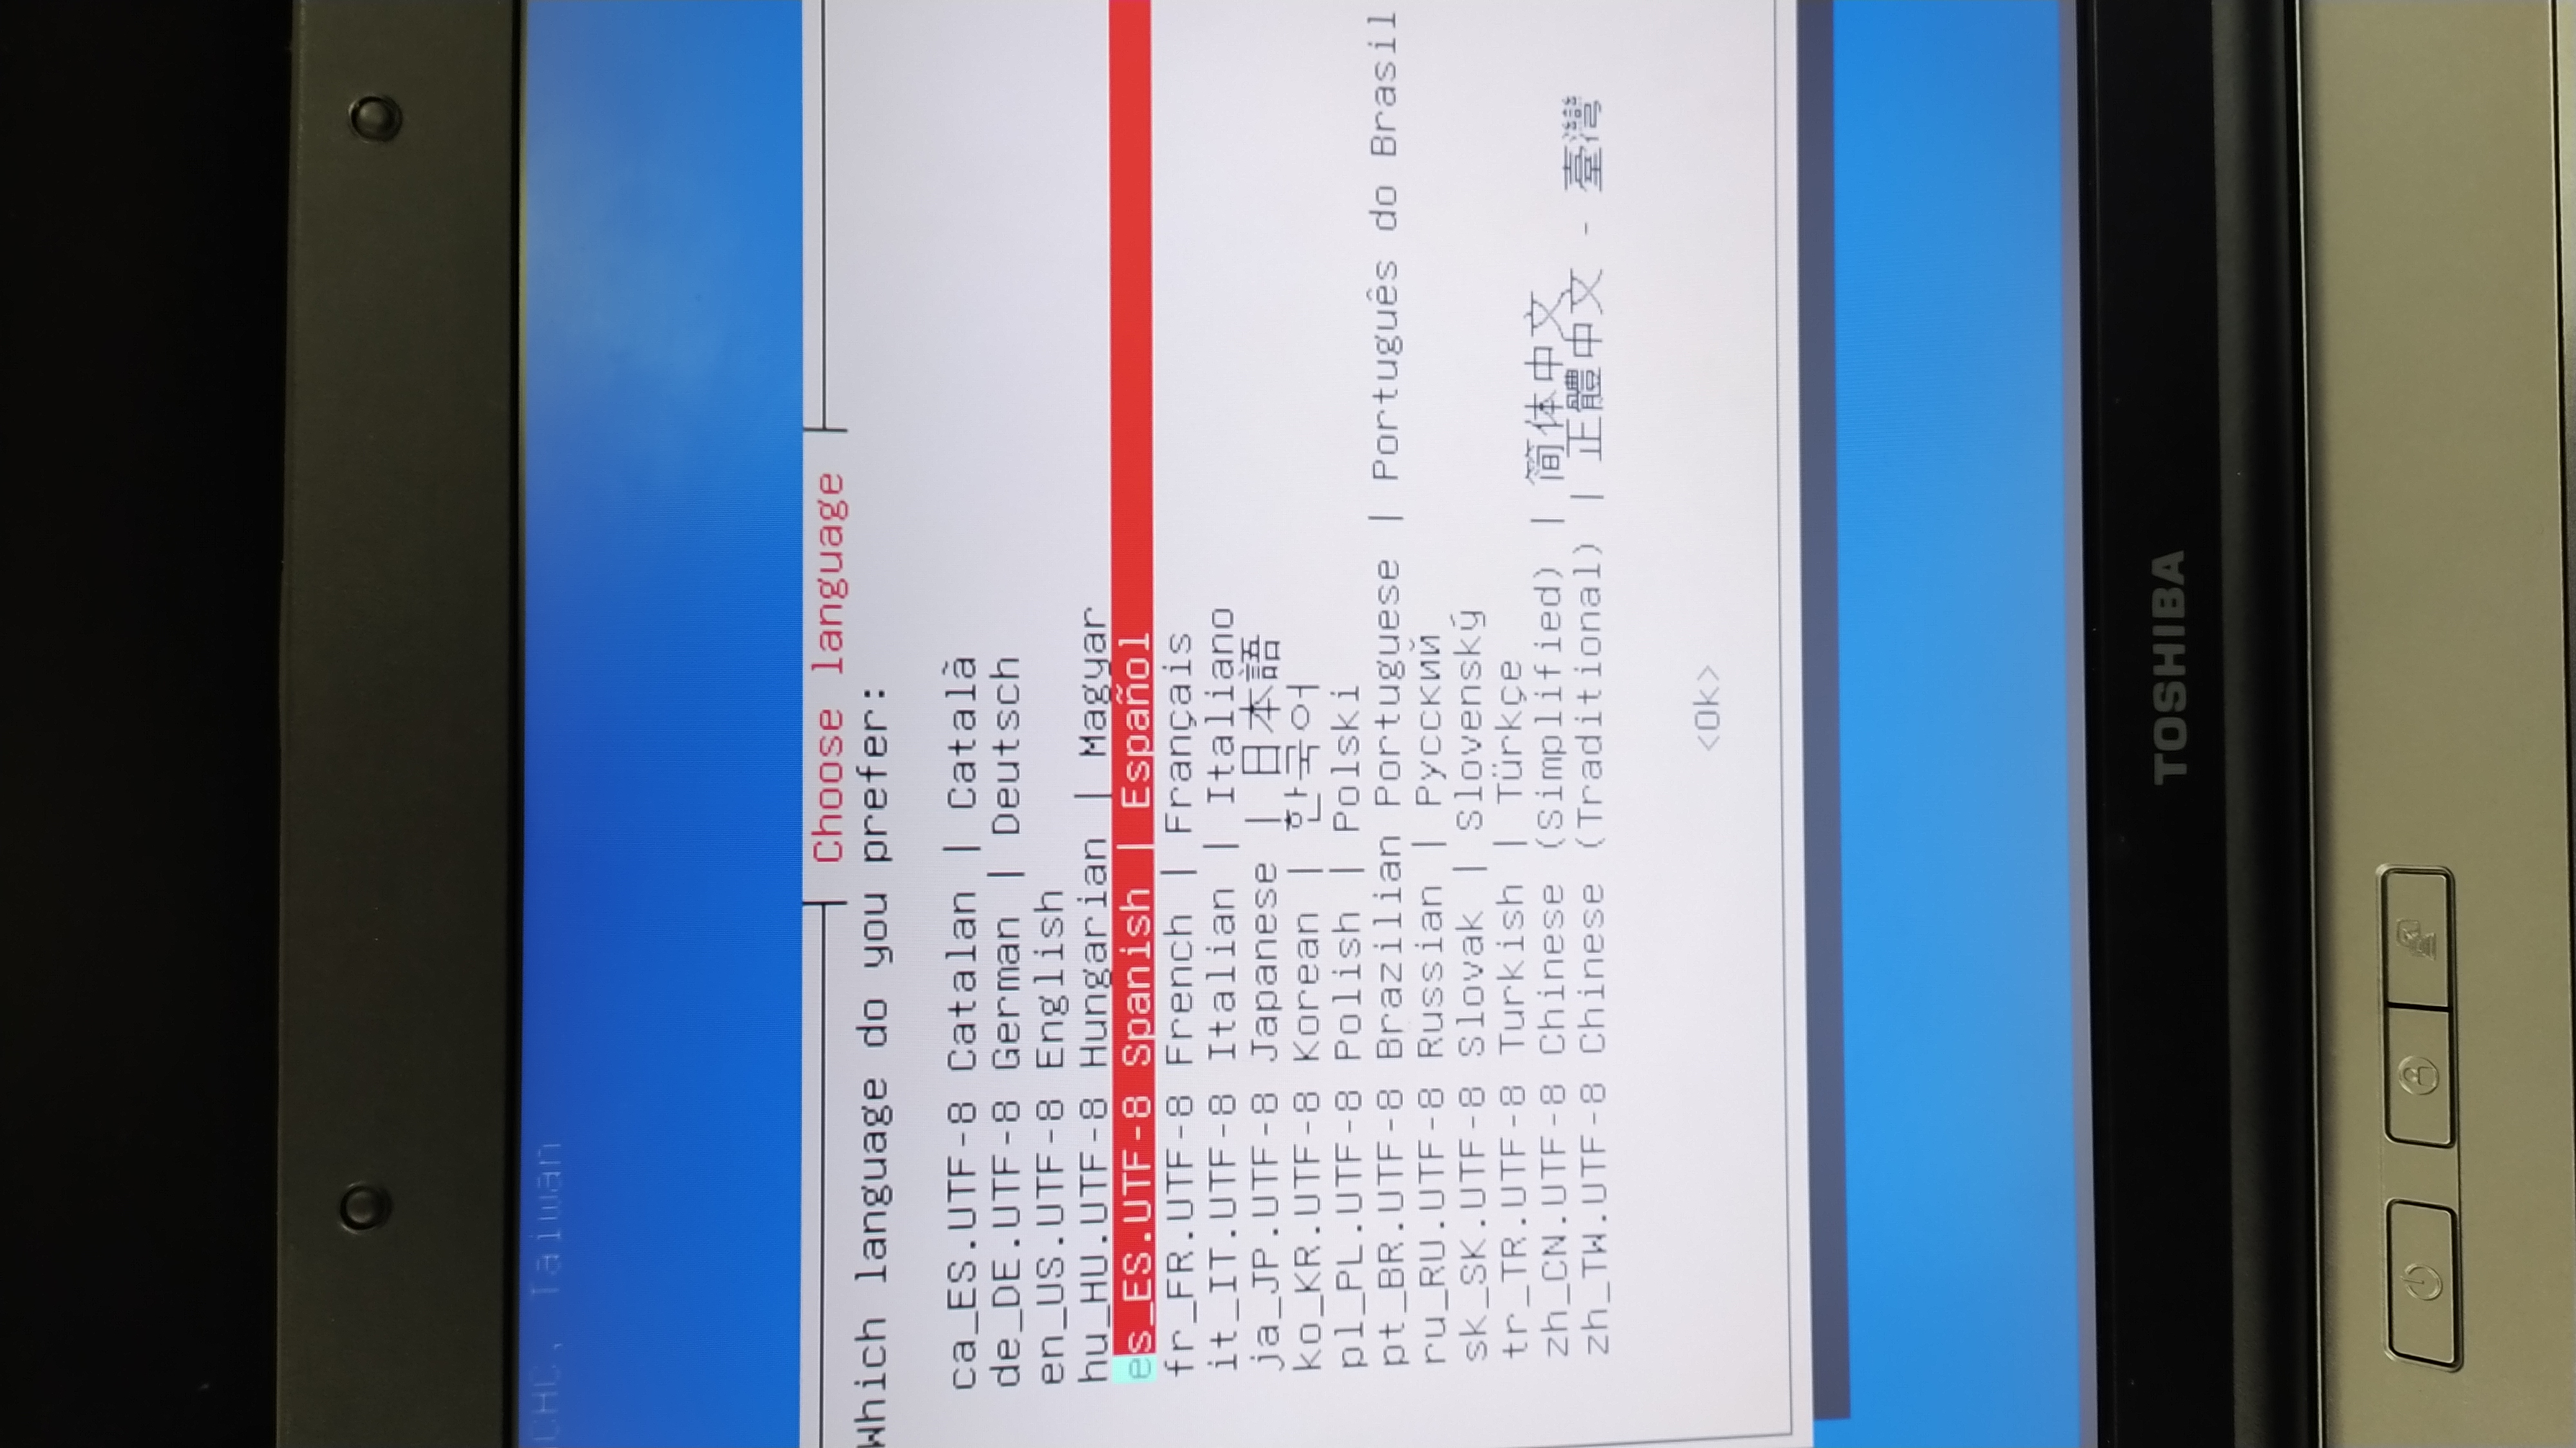 CHC, Taiwan
Choose language
Which language do you prefer:
ca_ES.UTF-8 Catalan | Català
de_DE.UTF-8 German | Deutsch
en_US.UTF-8 English
hu_HU.UTF-8 Hungarian | Magyar
es_ES.UTF-8 Spanish | Español
fr_FR.UTF-8 French | Français
it_IT.UTF-8 Italian | Italiano
ja_JP.UTF-8 Japanese | 日本語
ko_KR.UTF-8 Korean | 한국어
pl_PL.UTF-8 Polish | Polski
pt_BR.UTF-8 Brazilian Portuguese | Português do Brasil
ru_RU.UTF-8 Russian | Русский
sk_SK.UTF-8 Slovak | Slovenský
tr_TR.UTF-8 Turkish | Türkçe
zh_CN.UTF-8 Chinese (Simplified) | 简体中文
zh_TW.UTF-8 Chinese (Traditional) | 正體中文 - 臺灣
<Ok>
TOSHIBA